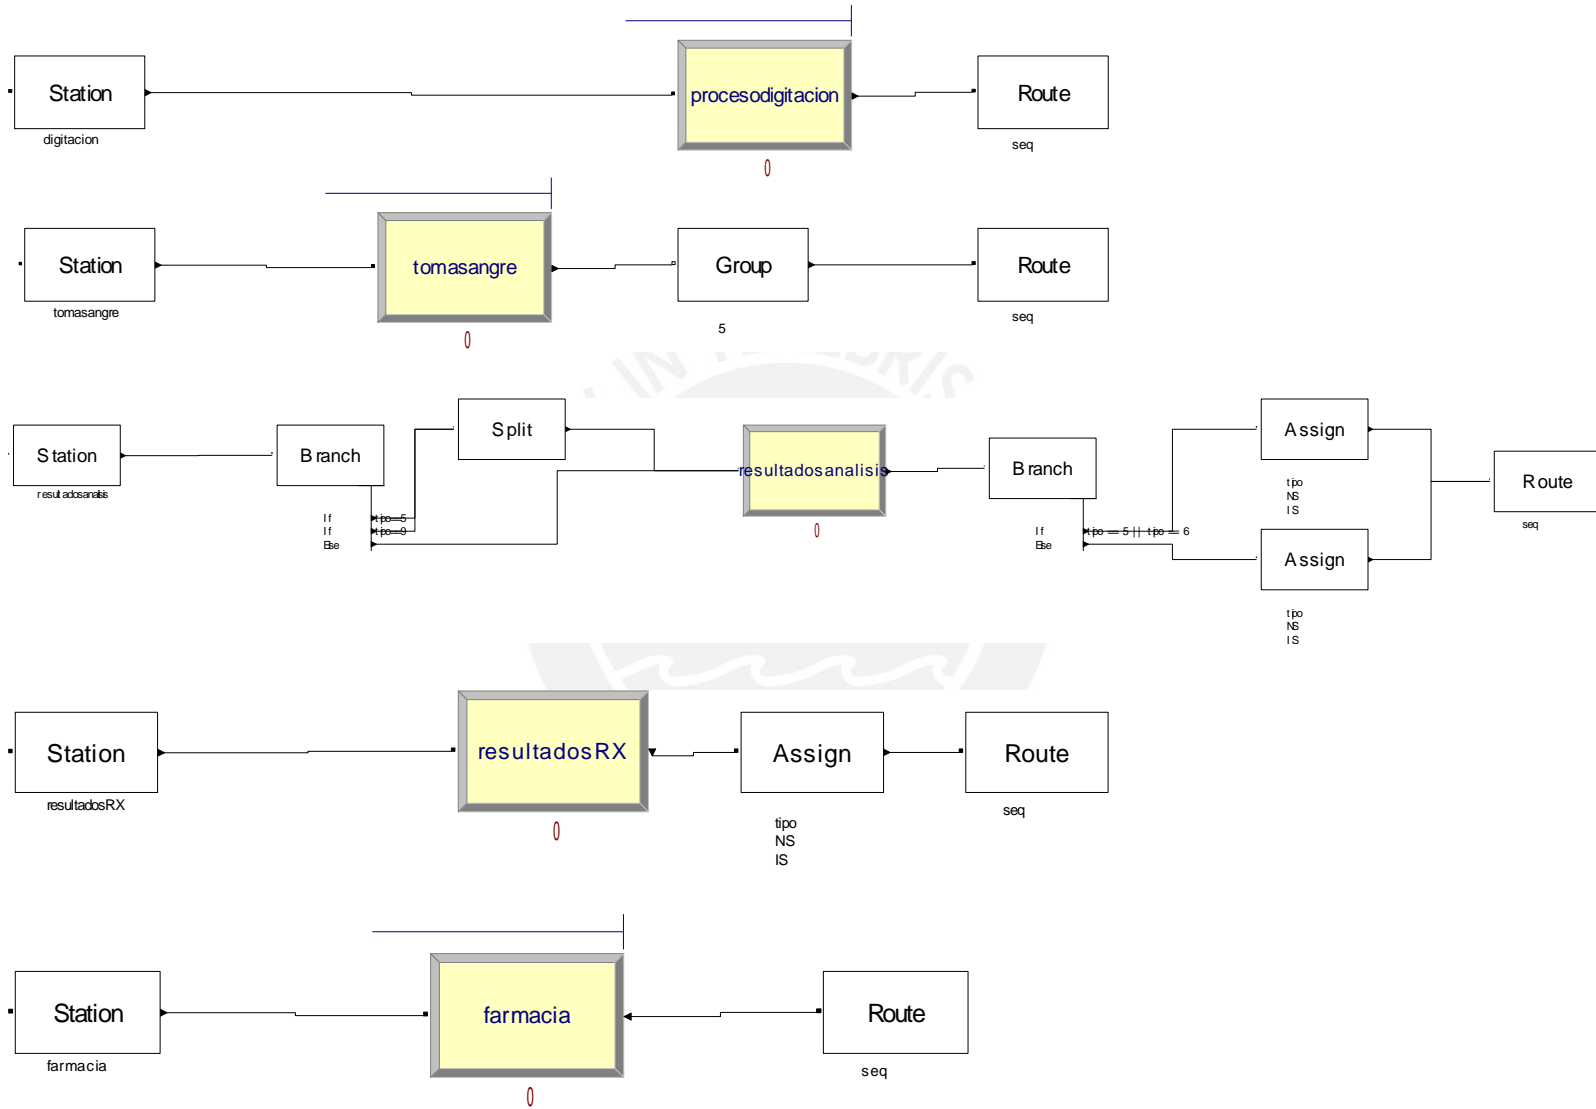 Station
procesodigitacion
Route
digitacion
seq
0
Station
tomasangre
Group
Route
tomasangre
5
seq
0
IN TENEBRIS
Station
Branch
Split
resultadosanalisis
Branch
Assign
Route
resultadosanalisis
If tipo==5
If tipo==9
Else
0
If tipo == 5 || tipo == 6
Else
tipo
NS
IS
seq
Assign
tipo
NS
IS
Station
resultadosRX
Assign
Route
resultadosRX
seq
0
tipo
NS
IS
Station
farmacia
Route
farmacia
seq
0